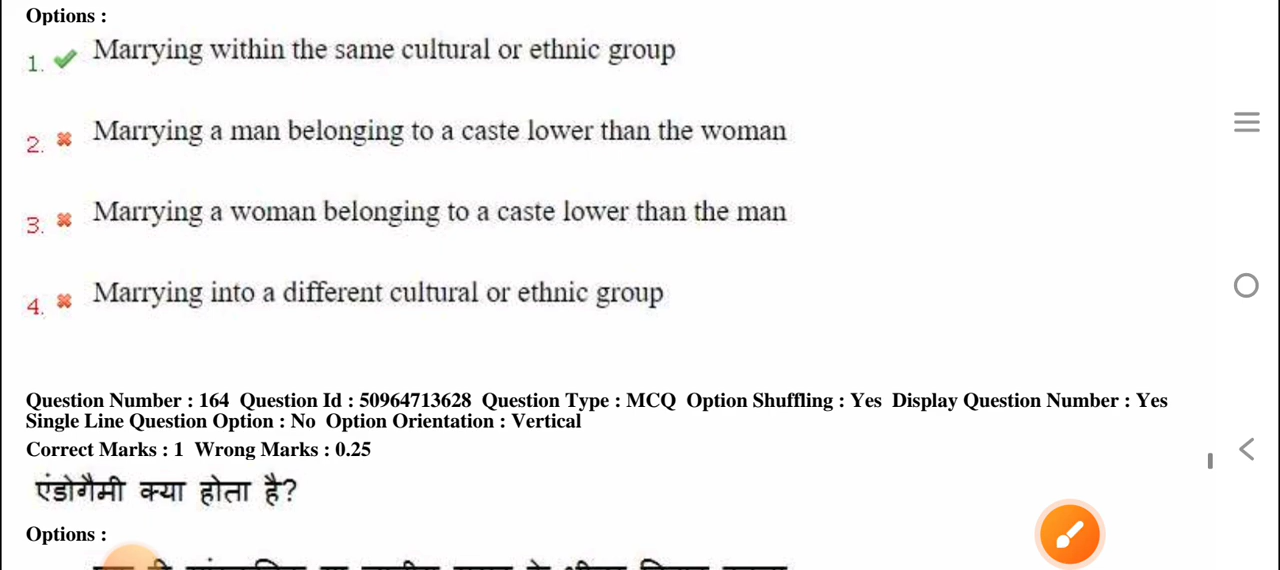 Options :
1. Marrying within the same cultural or ethnic group
2. Marrying a man belonging to a caste lower than the woman
3. Marrying a woman belonging to a caste lower than the man
4. Marrying into a different cultural or ethnic group
Question Number : 164 Question Id : 50964713628 Question Type : MCQ Option Shuffling : Yes Display Question Number : Yes
Single Line Question Option : No Option Orientation : Vertical
Correct Marks : 1 Wrong Marks : 0.25
एंडोगैमी क्या होता है?
Options :